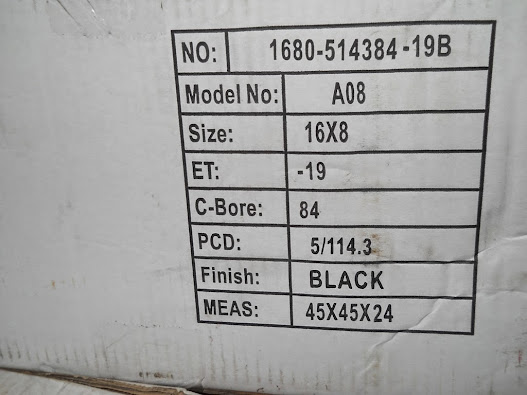 NO: 1680-514384-19B
Model No: A08
Size: 16X8
ET: -19
C-Bore: 84
PCD: 5/114.3
Finish: BLACK
MEAS: 45X45X24